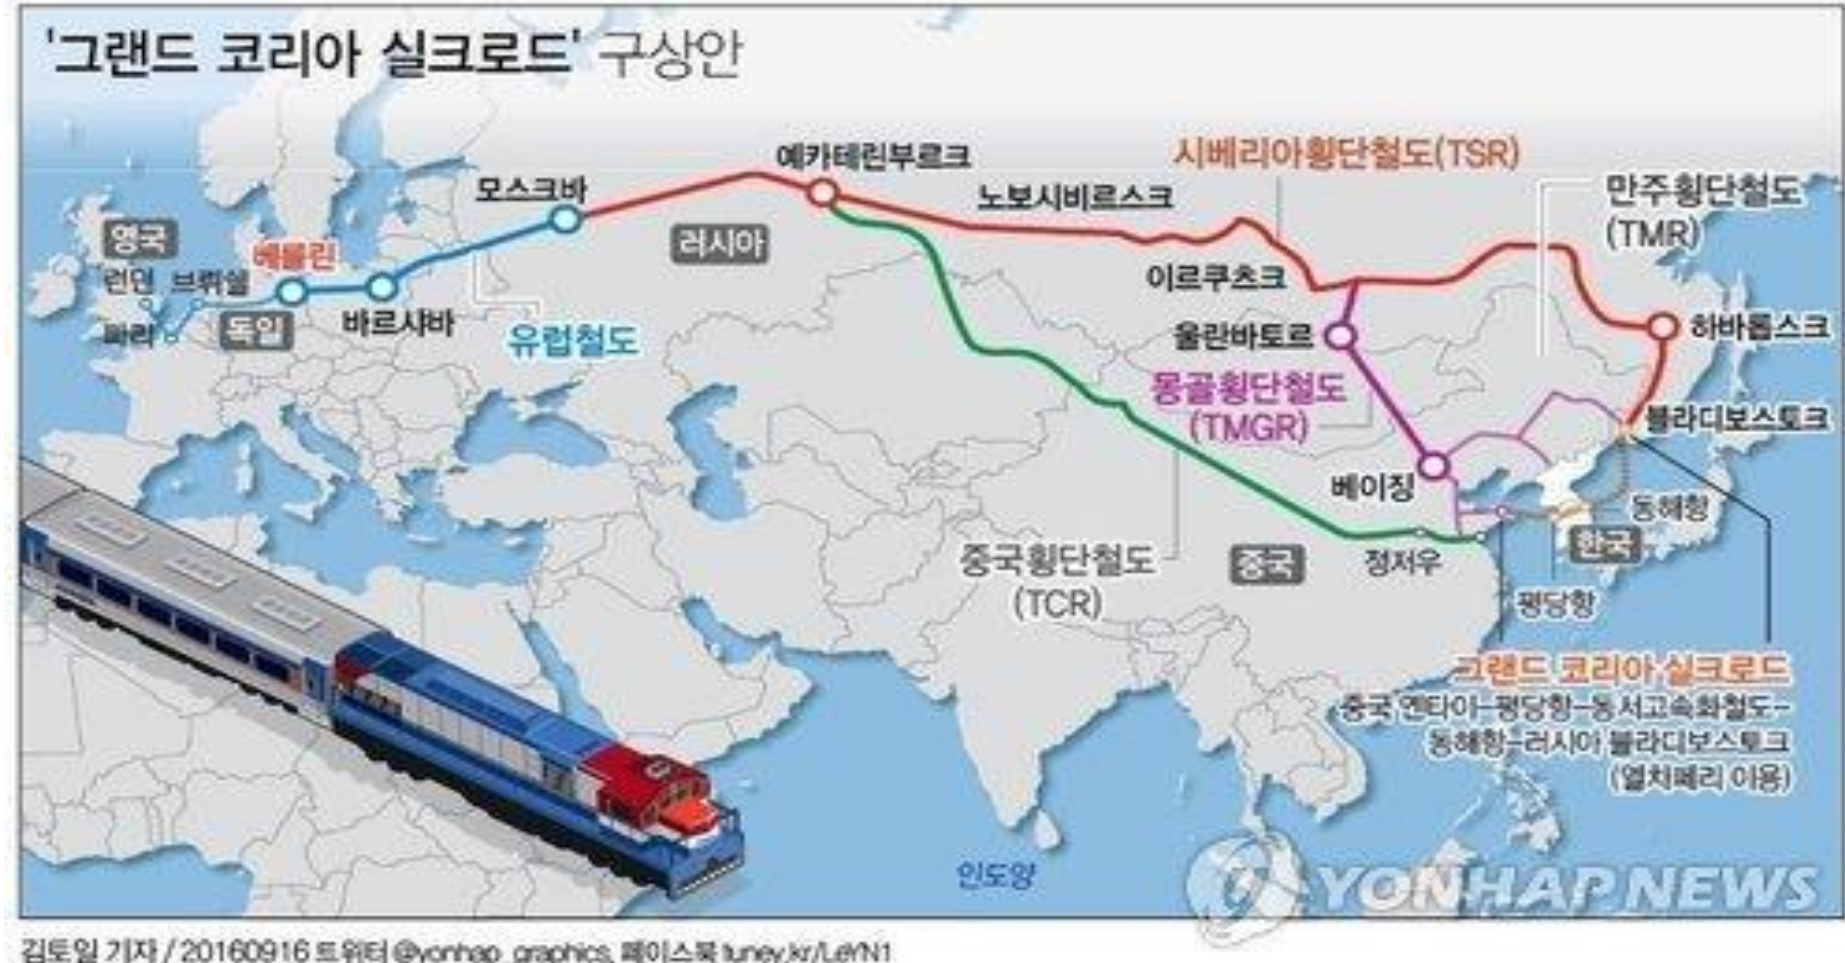 '그랜드 코리아 실크로드' 구상안
예카테린부르크
시베리아횡단철도(TSR)
모스크바
노보시비르스크
만주횡단철도
(TMR)
영국
베를린
러시아
런던
브뤼셀
이르쿠츠크
파리
독일
바르샤바
유럽철도
울란바토르
하바롭스크
몽골횡단철도
(TMGR)
블라디보스토크
베이징
동해항
중국횡단철도
(TCR)
중국
정저우
한국
평당항
그랜드 코리아 실크로드
중국 옌타이-평당항-동서고속화철도-
동해항-러시아 블라디보스토크
(열차페리 이용)
인도양
YONHAP NEWS
김토일 기자 / 20160916 트위터 @yonhap_graphics, 페이스북 tuney.kr/LeYN1